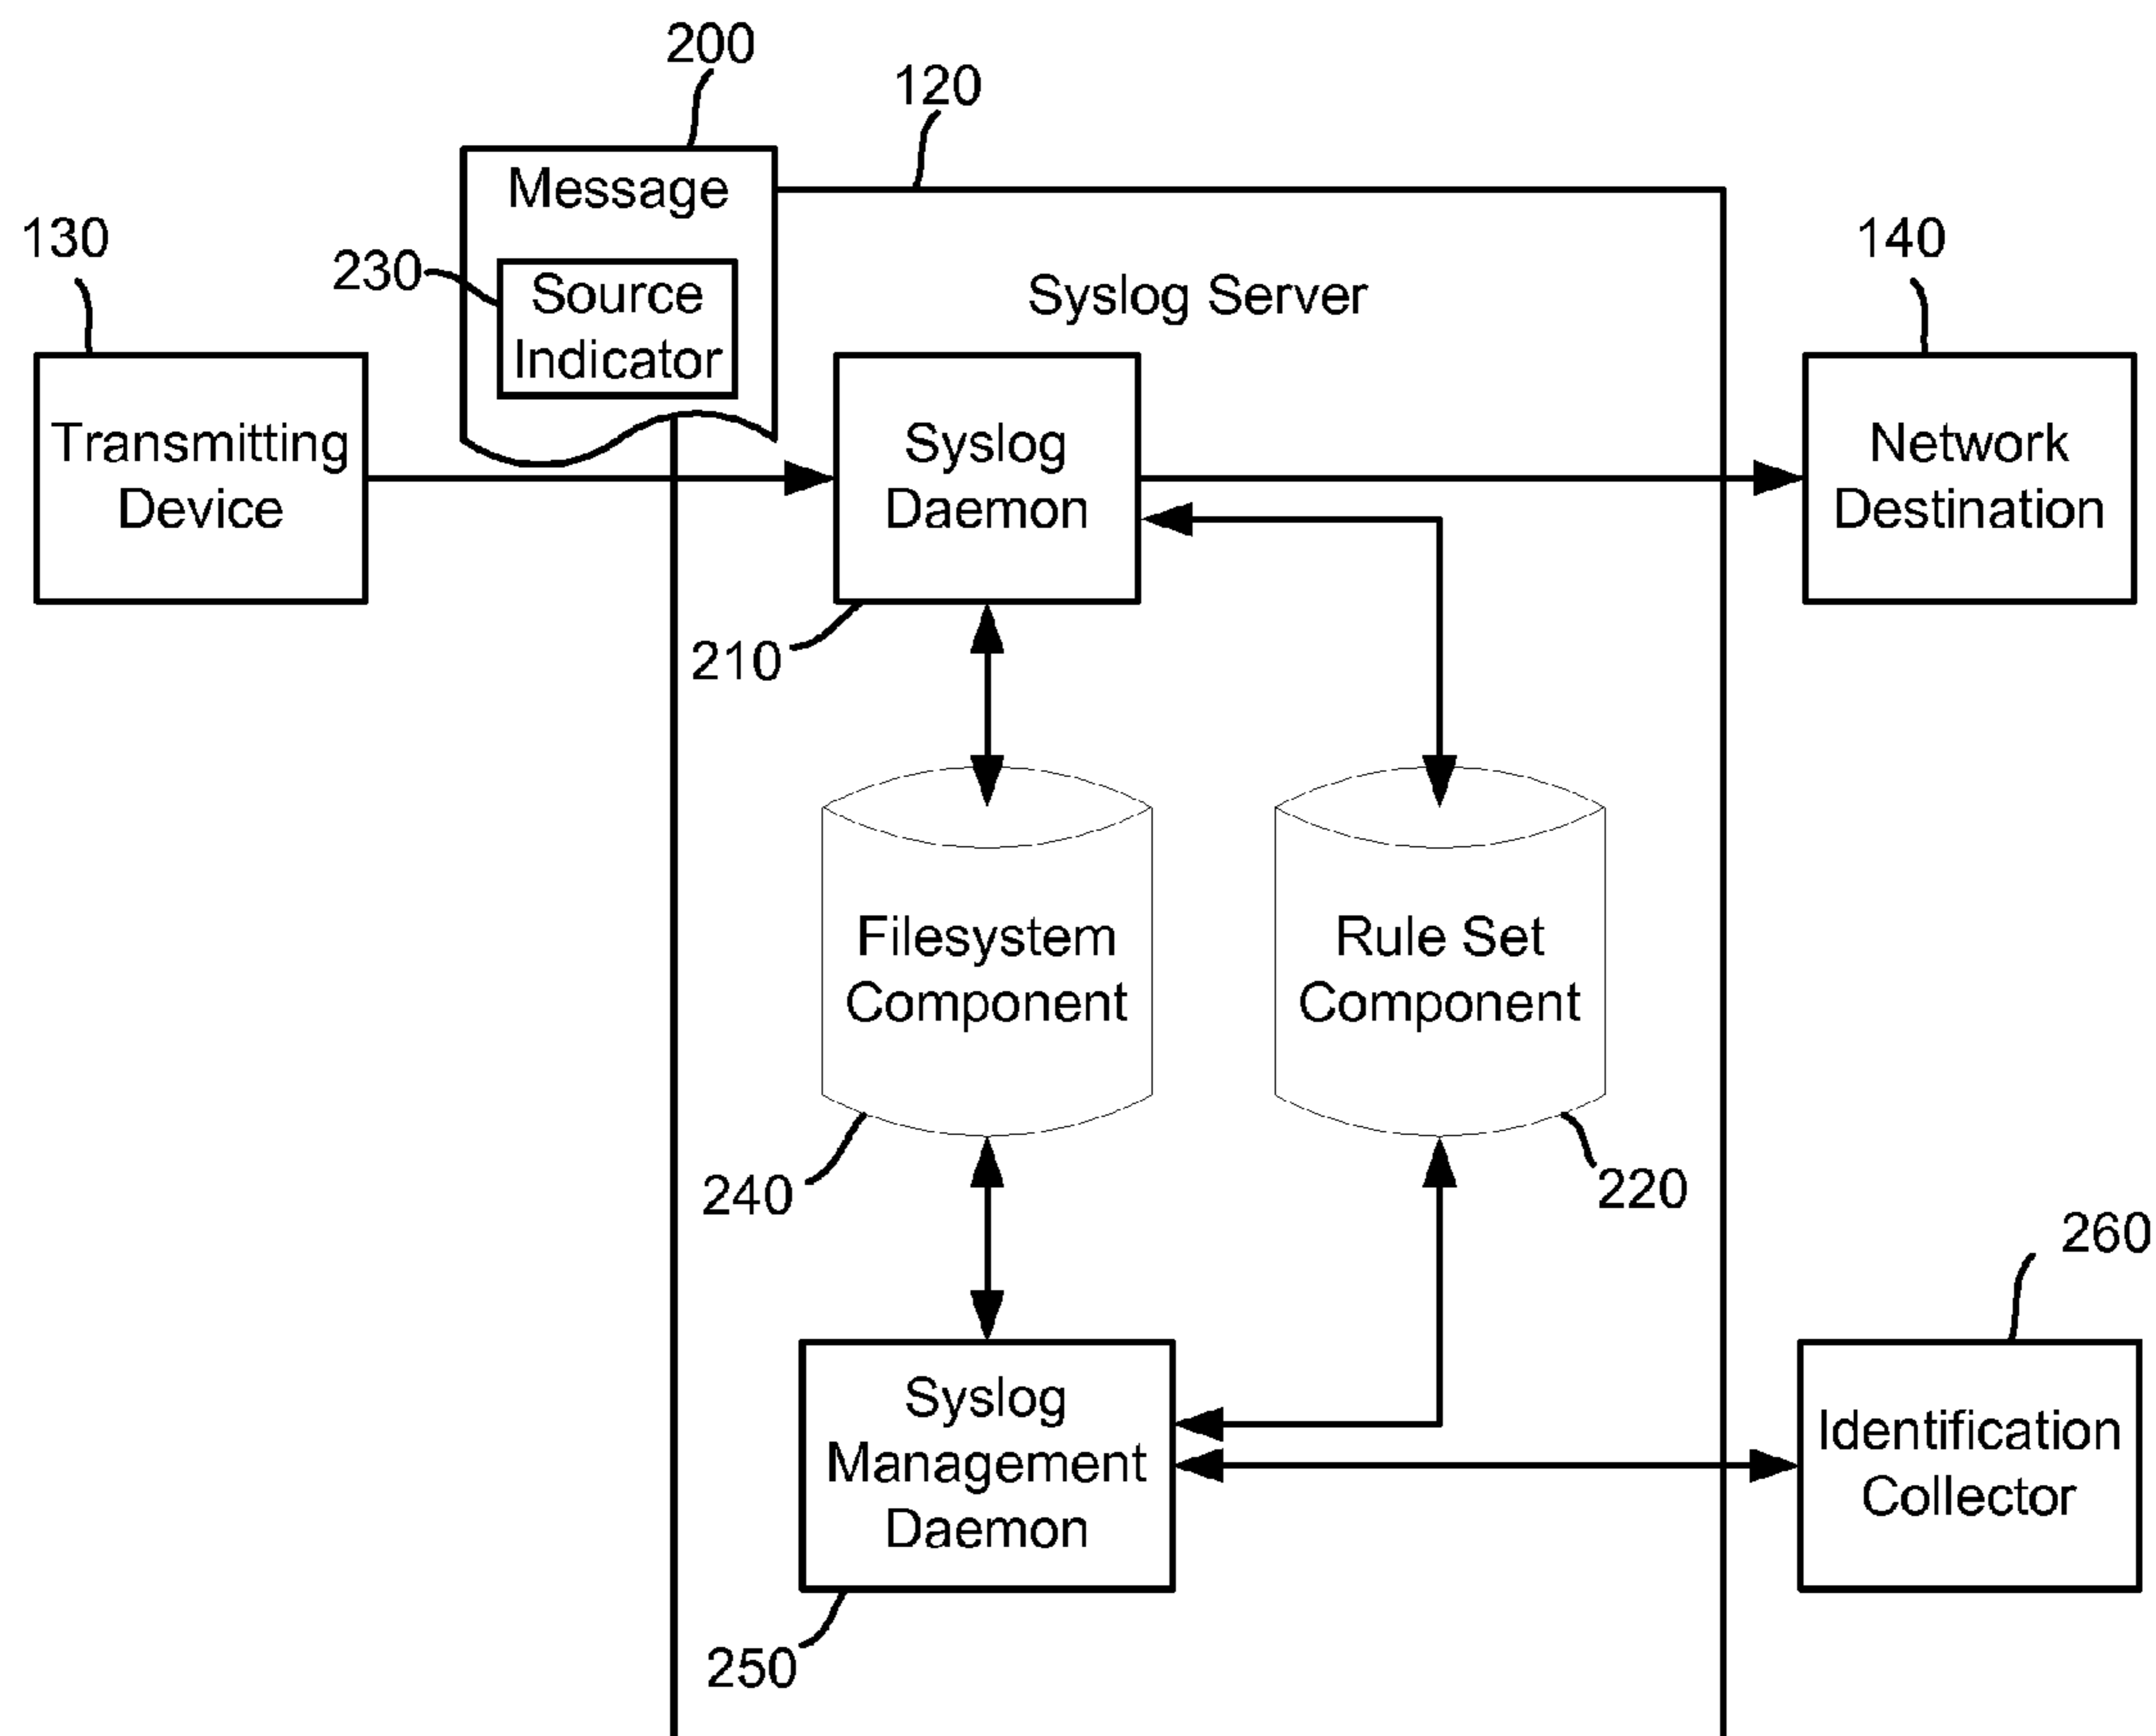 200
120
Message
130
230
Source
Indicator
Syslog Server
140
Transmitting
Device
Syslog
Daemon
Network
Destination
210
Filesystem
Component
Rule Set
Component
240
220
260
Syslog
Management
Daemon
Identification
Collector
250